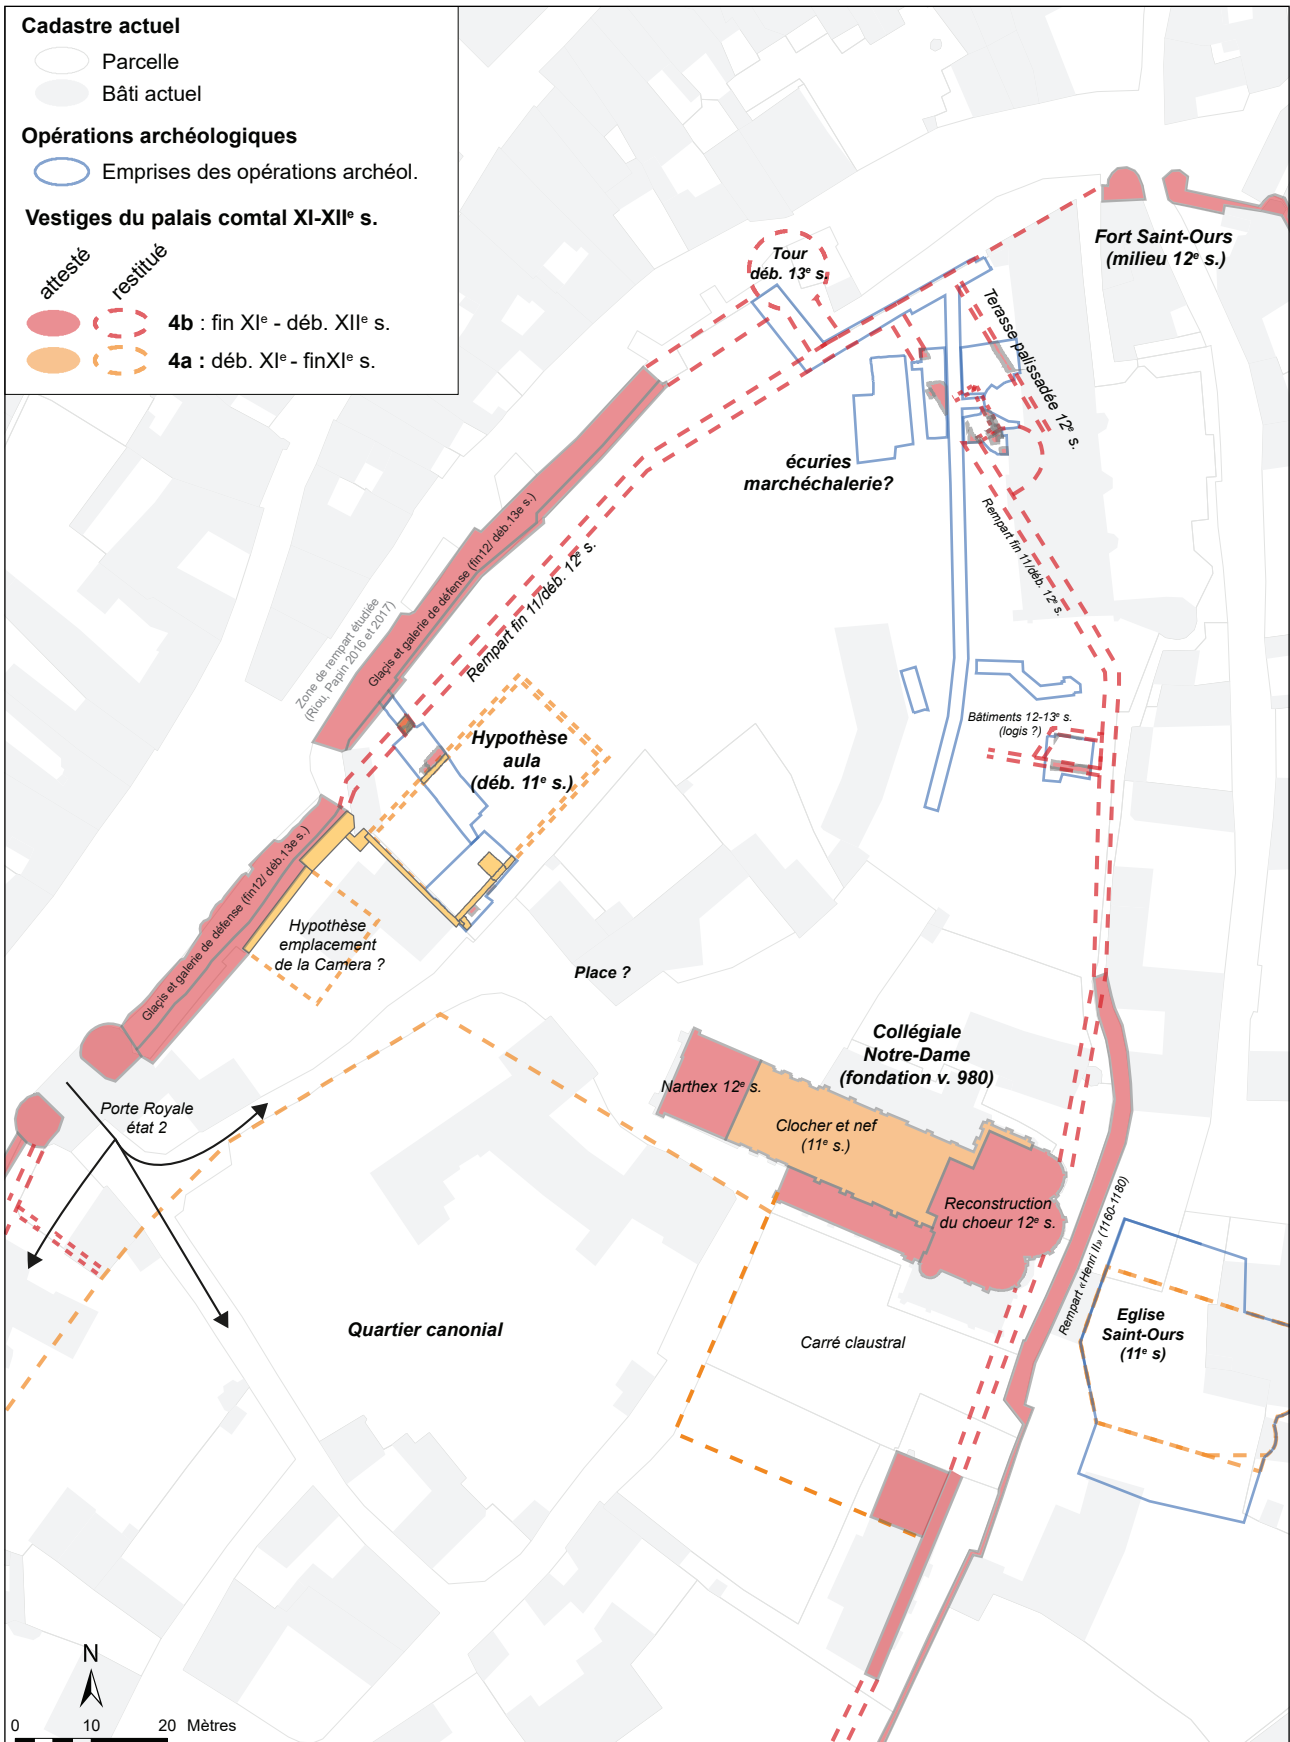 Cadastre actuel
Parcelle
Bâti actuel
Opérations archéologiques
Emprises des opérations archéol.
Vestiges du palais comtal XI-XIIe s.
attesté
restitué
4b : fin XIe - déb. XIIe s.
4a : déb. XIe - finXIe s.
Fort Saint-Ours
(milieu 12e s.)
Tour
déb. 13e s.
Terasse palissadée 12e s.
écuries
marchéchalerie?
Glaçis et galerie de défense (fin12/ déb.13e s.)
Rempart fin 11/déb. 12e s.
Rempart fin 11/déb. 12e s.
Zone de rempart étudiée
(Riou, Papin 2016 et 2017)
Bâtiments 12-13e s.
(logis ?)
Hypothèse
aula
(déb. 11e s.)
Glaçis et galerie de défense (fin12/ déb.13e s.)
Hypothèse
emplacement
de la Camera ?
Place ?
Collégiale
Notre-Dame
(fondation v. 980)
Narthex 12e s.
Clocher et nef
(11e s.)
Porte Royale
état 2
Reconstruction
du choeur 12e s.
Rempart «Henri II» (1160-1180)
Eglise
Saint-Ours
(11e s)
Quartier canonial
Carré claustral
N
0 10 20 Mètres